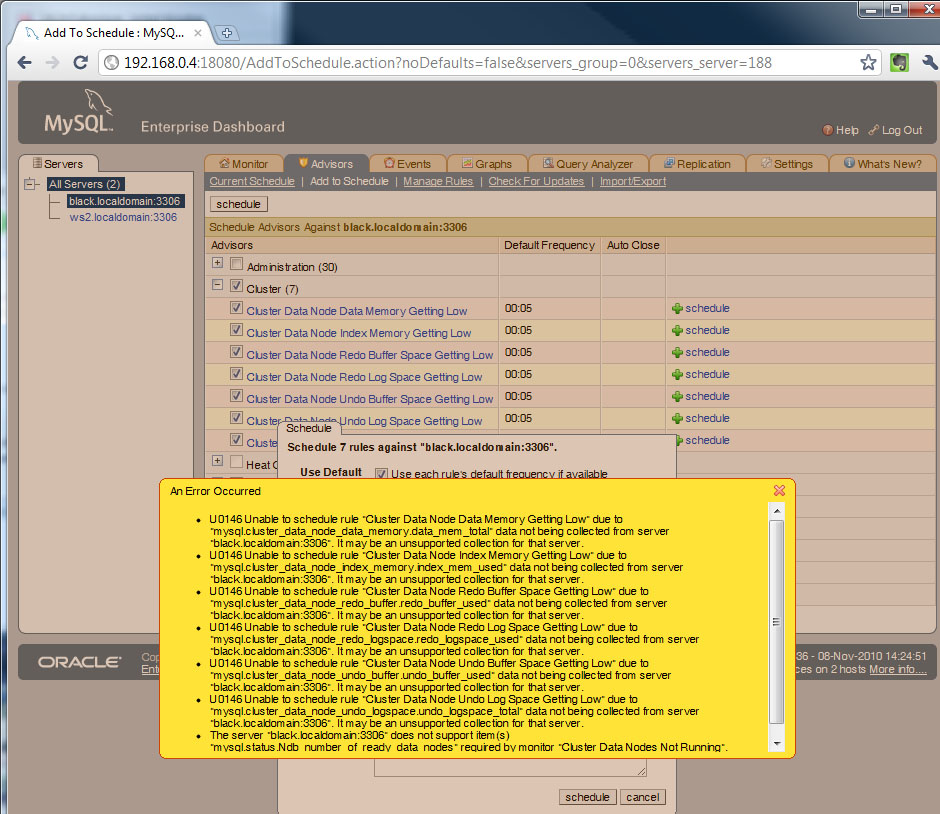 Add To Schedule : MySQ...
192.168.0.4:18080/AddToSchedule.action?noDefaults=false&servers_group=0&servers_server=188
MySQL™ Enterprise Dashboard
Help Log Out
Servers
All Servers (2)
black.localdomain:3306
ws2.localdomain:3306
Monitor Advisors Events Graphs Query Analyzer Replication Settings What's New?
Current Schedule | Add to Schedule | Manage Rules | Check For Updates | Import/Export
schedule
Schedule Advisors Against black.localdomain:3306
Advisors Default Frequency Auto Close
Administration (30)
Cluster (7)
Cluster Data Node Data Memory Getting Low 00:05 schedule
Cluster Data Node Index Memory Getting Low 00:05 schedule
Cluster Data Node Redo Buffer Space Getting Low 00:05 schedule
Cluster Data Node Redo Log Space Getting Low 00:05 schedule
Cluster Data Node Undo Buffer Space Getting Low 00:05 schedule
Cluster Data Node Undo Log Space Getting Low 00:05 schedule
Cluste schedule
Heat C
Schedule
Schedule 7 rules against "black.localdomain:3306".
Use Default Use each rule's default frequency if available
An Error Occurred
• U0146 Unable to schedule rule "Cluster Data Node Data Memory Getting Low" due to
"mysql.cluster_data_node_data_memory.data_mem_total" data not being collected from server
"black.localdomain:3306". It may be an unsupported collection for that server.
• U0146 Unable to schedule rule "Cluster Data Node Index Memory Getting Low" due to
"mysql.cluster_data_node_index_memory.index_mem_used" data not being collected from server
"black.localdomain:3306". It may be an unsupported collection for that server.
• U0146 Unable to schedule rule "Cluster Data Node Redo Buffer Space Getting Low" due to
"mysql.cluster_data_node_redo_buffer.redo_buffer_used" data not being collected from server
"black.localdomain:3306". It may be an unsupported collection for that server.
• U0146 Unable to schedule rule "Cluster Data Node Redo Log Space Getting Low" due to
"mysql.cluster_data_node_redo_logspace.redo_logspace_used" data not being collected from server
"black.localdomain:3306". It may be an unsupported collection for that server.
• U0146 Unable to schedule rule "Cluster Data Node Undo Buffer Space Getting Low" due to
"mysql.cluster_data_node_undo_buffer.undo_buffer_used" data not being collected from server
"black.localdomain:3306". It may be an unsupported collection for that server.
• U0146 Unable to schedule rule "Cluster Data Node Undo Log Space Getting Low" due to
"mysql.cluster_data_node_undo_logspace.undo_logspace_total" data not being collected from server
"black.localdomain:3306". It may be an unsupported collection for that server.
• The server "black.localdomain:3306" does not support item(s)
"mysql.status.Ndb_number_of_ready_data_nodes" required by monitor "Cluster Data Nodes Not Running".
ORACLE®
Cop
Ente
36 - 08-Nov-2010 14:24:51
ces on 2 hosts More info....
schedule cancel